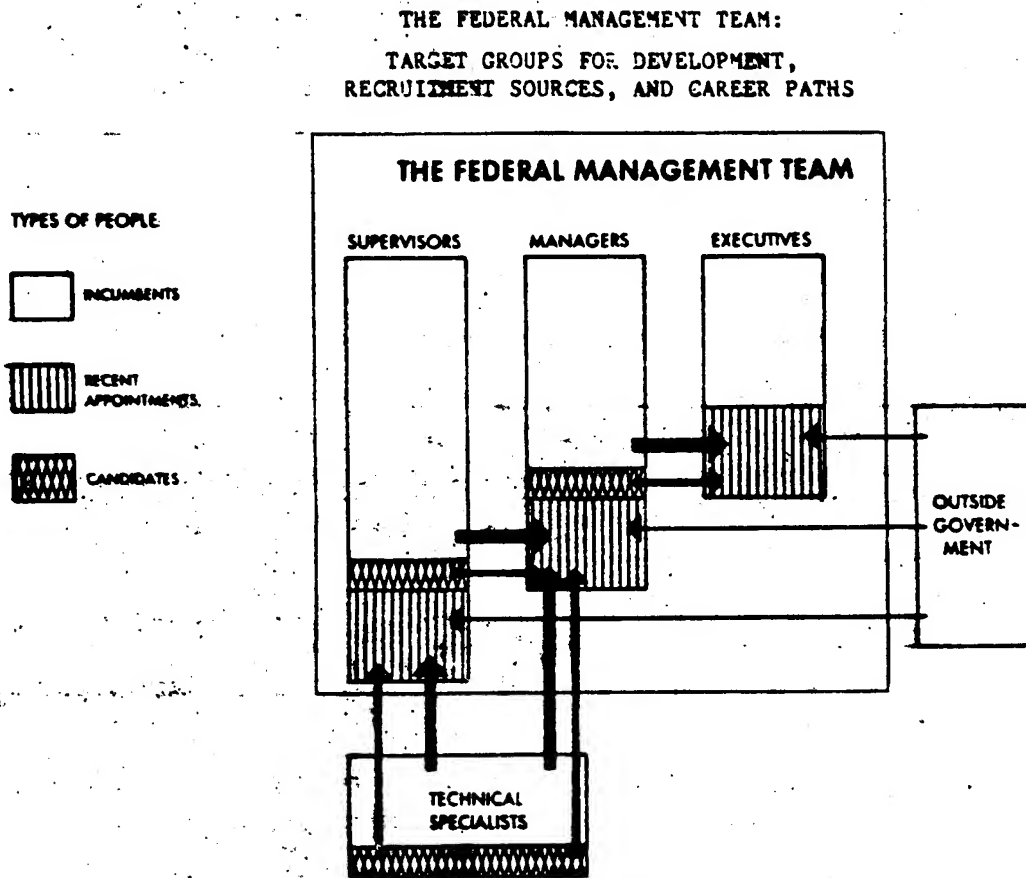 THE FEDERAL MANAGEMENT TEAM:
TARGET GROUPS FOR DEVELOPMENT,
RECRUITMENT SOURCES, AND CAREER PATHS
THE FEDERAL MANAGEMENT TEAM
TYPES OF PEOPLE
SUPERVISORS
MANAGERS
EXECUTIVES
INCUMBENTS
RECENT
APPOINTMENTS
CANDIDATES
OUTSIDE
GOVERN-
MENT
TECHNICAL
SPECIALISTS